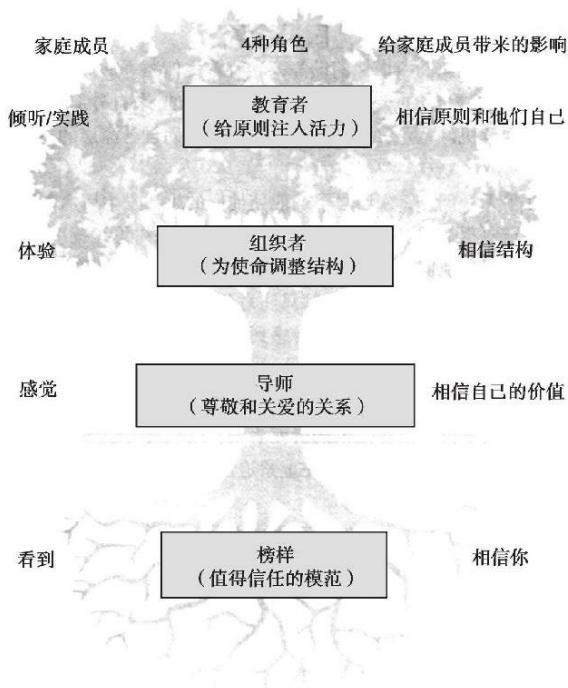 家庭成员 4种角色 给家庭成员带来的影响
倾听/实践 教育者 相信原则和他们自己
（给原则注入活力）
体验 组织者 相信结构
（为使命调整结构）
感觉 导师 相信自己的价值
（尊敬和关爱的关系）
看到 榜样 相信你
（值得信任的模范）